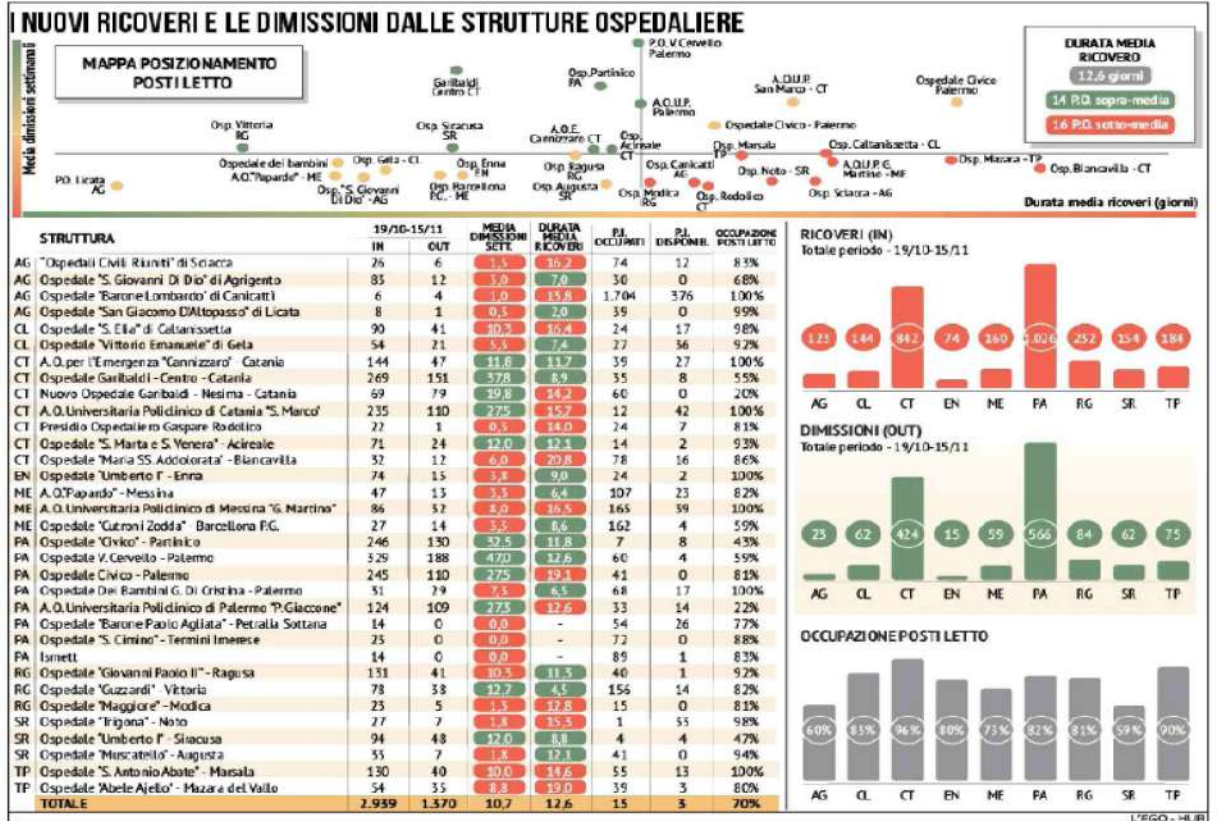 I NUOVI RICOVERI E LE DIMISSIONI DALLE STRUTTURE OSPEDALIERE
Media dimissioni settimanali
MAPPA POSIZIONAMENTO
POSTI LETTO
P.O. V. Cervello
Palermo
Garibaldi
Centro CT
Osp. Partinico
PA
A.O.U.P.
San Marco - CT
Ospedale Civico
Palermo
A.O.U.P.
Palermo
Osp. Vittoria
RG
Osp. Siracusa
SR
A.O.E.
Cannizzaro CT
Osp.
Acireale
CT
Ospedale Civico - Palermo
Osp. Marsala
TP
Osp. Caltanissetta - CL
Ospedale dei bambini
A.O. "Papardo" - ME
Osp. Gela - CL
Osp. Enna
EN
Osp. Ragusa
RG
Osp. Canicattì
AG
A.O.U.P. G.
Martino - ME
Osp. Mazara - TP
P.O. Licata
AG
Osp. "S. Giovanni
Di Dio" - AG
Osp. Barcellona
P.G. - ME
Osp. Augusta
SR
Osp. Modica
RG
Osp. Rodolico
CT
Osp. Noto - SR
Osp. Sciacca - AG
Osp. Biancavilla - CT
DURATA MEDIA
RICOVERO
12,6 giorni
14 P.O. sopra-media
16 P.O. sotto-media
Durata media ricoveri (giorni)
STRUTTURA 19/10-15/11 IN OUT MEDIA DIMISSIONI SETT. DURATA MEDIA RICOVERI P.L. OCCUPATI P.L. DISPONIB. OCCUPAZIONE POSTI LETTO
AG "Ospedali Civili Riuniti" di Sciacca 26 6 1,5 16,2 74 12 83%
AG Ospedale "S. Giovanni Di Dio" di Agrigento 83 12 3,0 7,0 30 0 68%
AG Ospedale "Barone Lombardo" di Canicattì 6 4 1,0 13,8 1.704 376 100%
AG Ospedale "San Giacomo D'Altopasso" di Licata 8 1 0,3 2,0 39 0 99%
CL Ospedale "S. Elia" di Caltanissetta 90 41 10,3 16,4 24 17 98%
CL Ospedale "Vittorio Emanuele" di Gela 54 21 5,3 7,4 27 36 92%
CT A.O. per l'Emergenza "Cannizzaro" - Catania 144 47 11,8 11,7 39 27 100%
CT Ospedale Garibaldi - Centro - Catania 269 151 37,8 8,9 35 8 55%
CT Nuovo Ospedale Garibaldi - Nesima - Catania 69 79 19,8 14,2 60 0 20%
CT A.O. Universitaria Policlinico di Catania "S. Marco" 235 110 27,5 15,7 12 42 100%
CT Presidio Ospedaliero Gaspare Rodolico 22 1 0,3 14,0 24 7 81%
CT Ospedale "S. Marta e S. Venera" - Acireale 71 24 12,0 12,1 14 2 93%
CT Ospedale "Maria SS. Addolorata" - Biancavilla 32 12 6,0 20,8 78 16 86%
EN Ospedale "Umberto I" - Enna 74 15 3,8 9,0 24 2 100%
ME A.O. "Papardo" - Messina 47 13 3,3 6,4 107 23 82%
ME A.O. Universitaria Policlinico di Messina "G. Martino" 86 32 8,0 16,5 165 39 100%
ME Ospedale "Cutroni Zodda" - Barcellona P.G. 27 14 3,5 8,6 162 4 59%
PA Ospedale "Civico" - Partinico 246 130 32,5 11,8 7 8 43%
PA Ospedale V. Cervello - Palermo 329 188 47,0 12,6 60 4 59%
PA Ospedale Civico - Palermo 245 110 27,5 19,1 41 0 81%
PA Ospedale Dei Bambini G. Di Cristina - Palermo 31 29 7,3 6,5 68 17 100%
PA A.O. Universitaria Policlinico di Palermo "P. Giaccone" 124 109 27,3 12,6 33 14 22%
PA Ospedale "Barone Paolo Agliata" - Petralia Sottana 14 0 0,0 - 54 26 77%
PA Ospedale "S. Cimino" - Termini Imerese 23 0 0,0 - 72 0 88%
PA Ismett 14 0 0,0 - 89 1 83%
RG Ospedale "Giovanni Paolo II" - Ragusa 131 41 10,3 11,3 40 1 92%
RG Ospedale "Guzzardi" - Vittoria 78 38 12,7 4,5 156 14 82%
RG Ospedale "Maggiore" - Modica 23 5 1,3 12,8 15 0 81%
SR Ospedale "Trigona" - Noto 27 7 1,8 15,3 1 33 98%
SR Ospedale "Umberto I" - Siracusa 94 48 12,0 8,8 4 4 47%
SR Ospedale "Muscatello" - Augusta 33 7 1,8 12,1 41 0 94%
TP Ospedale "S. Antonio Abate" - Marsala 130 40 10,0 14,6 55 13 100%
TP Ospedale "Abele Ajello" - Mazara del Vallo 54 35 8,8 19,0 39 3 80%
TOTALE 2.939 1.370 10,7 12,6 15 3 70%
RICOVERI (IN)
Totale periodo - 19/10-15/11
123 144 842 74 160 1.026 232 154 184
AG CL CT EN ME PA RG SR TP
DIMISSIONI (OUT)
Totale periodo - 19/10-15/11
23 62 424 15 59 566 84 62 75
AG CL CT EN ME PA RG SR TP
OCCUPAZIONE POSTI LETTO
60% 85% 96% 80% 73% 82% 81% 59% 90%
AG CL CT EN ME PA RG SR TP
L'EGO - HUB